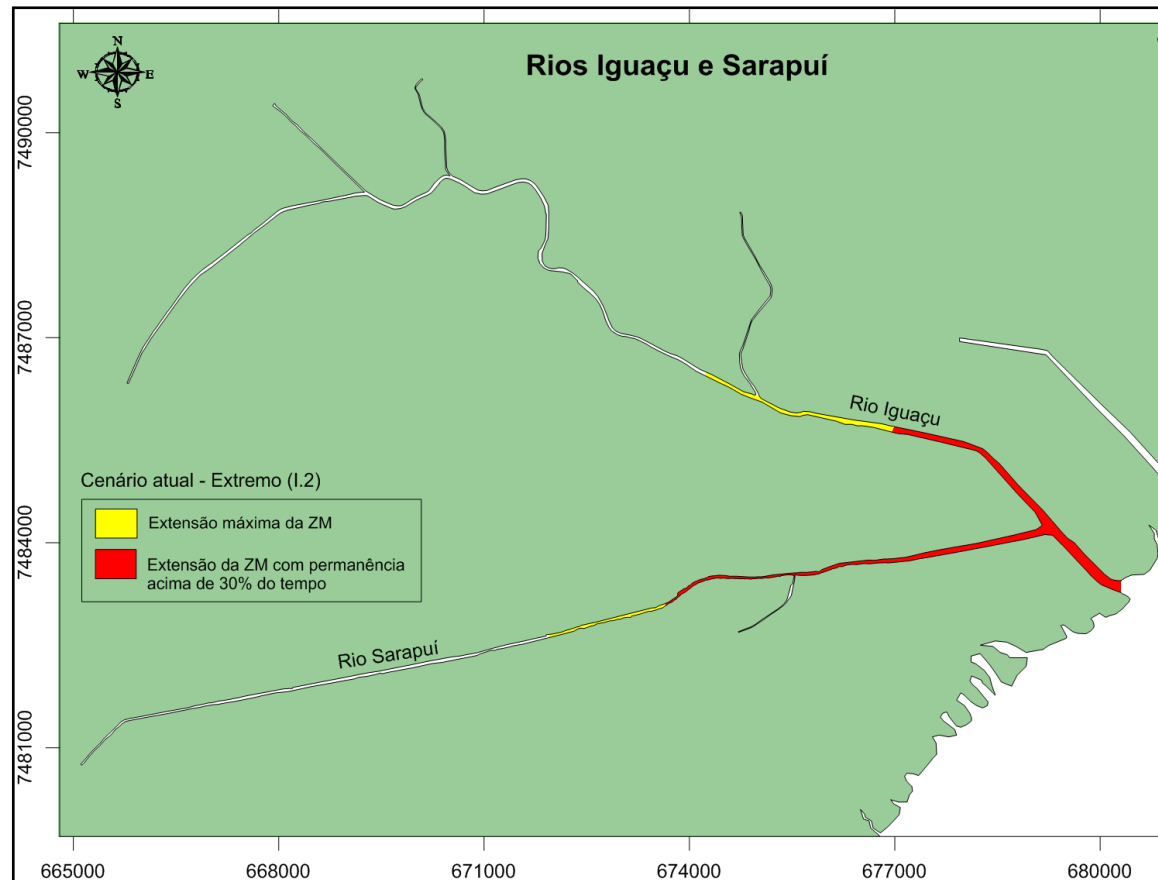 Rios Iguaçu e Sarapuí
N
W
E
S
7490000
7487000
7484000
7481000
Rio Iguaçu
Rio Sarapuí
Cenário atual - Extremo (I.2)
Extensão máxima da ZM
Extensão da ZM com permanência
acima de 30% do tempo
665000
668000
671000
674000
677000
680000